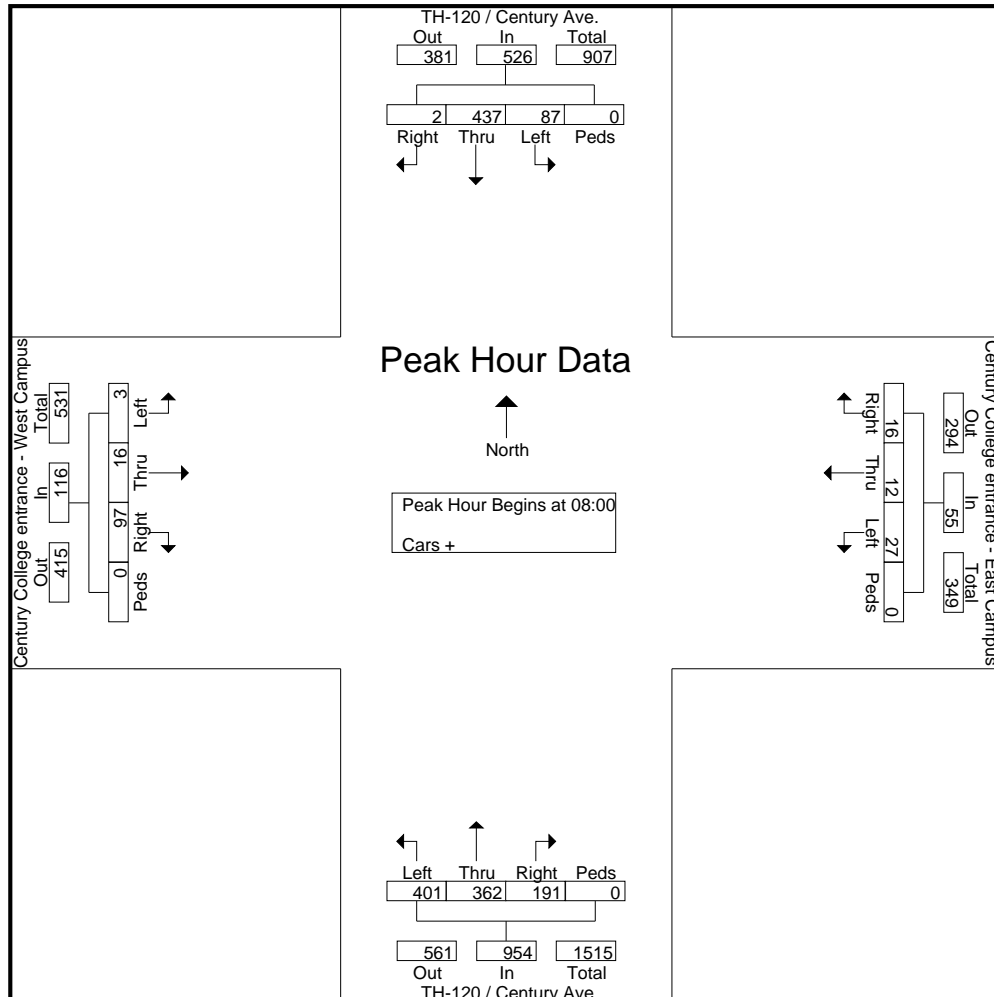 TH-120 / Century Ave.
Out In Total
381 526 907
2 437 87 0
Right Thru Left Peds
Peak Hour Data
North
Peak Hour Begins at 08:00
Cars +
Century College entrance - West Campus
Total In Out
531 116 415
3 16 97 0
Left Thru Right Peds
Century College entrance - East Campus
Out In Total
294 55 349
16 12 27 0
Right Thru Left Peds
Left Thru Right Peds
401 362 191 0
561 954 1515
Out In Total
TH-120 / Century Ave.